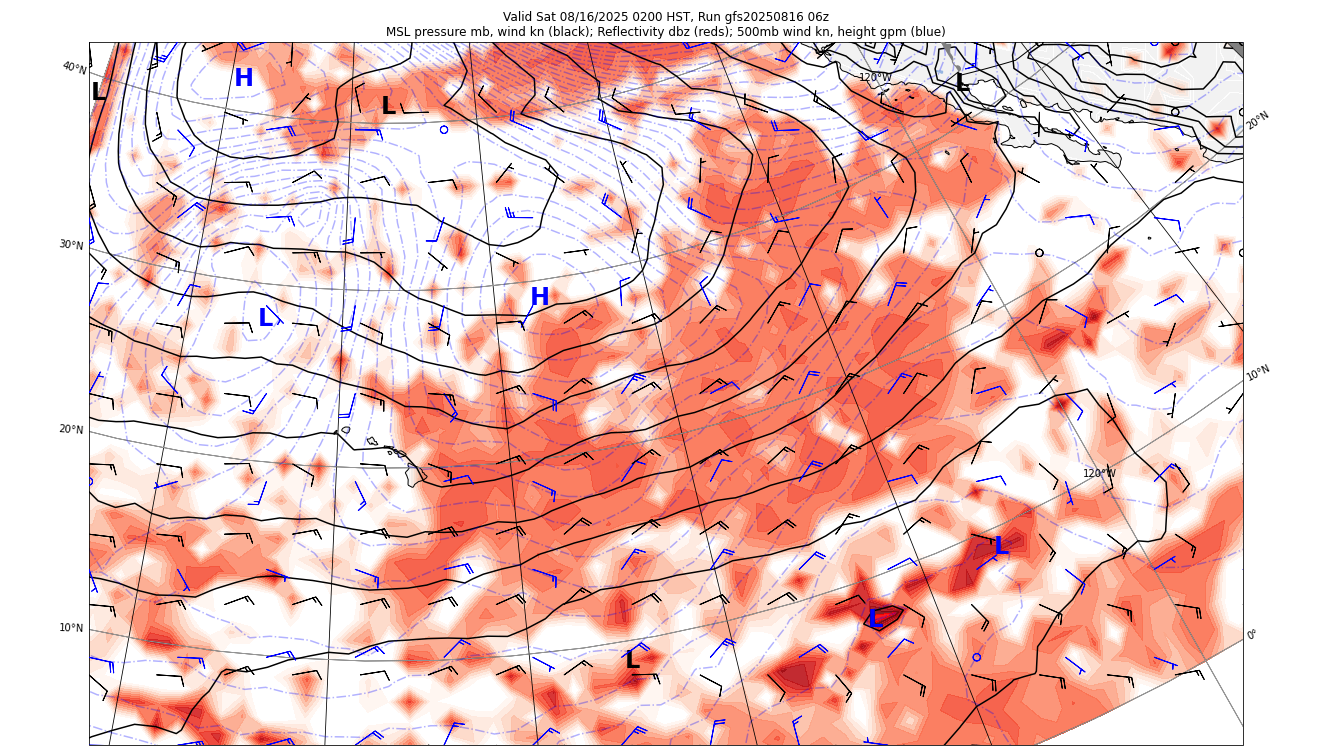 Valid Sat 08/16/2025 0200 HST, Run gfs20250816 06z
MSL pressure mb, wind kn (black); Reflectivity dbz (reds); 500mb wind kn, height gpm (blue)
40°N
H
L
L
120°W
L
20°N
30°N
H
L
10°N
20°N
120°W
L
L
10°N
0°
L